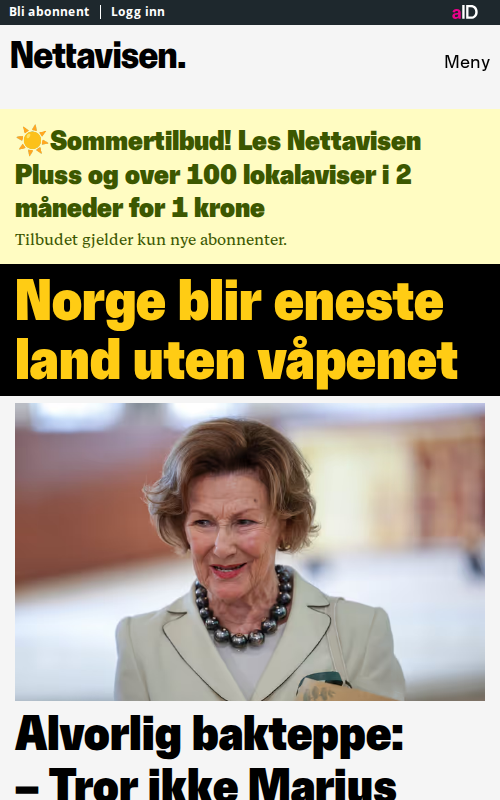 Bli abonnent | Logg inn
aID
Nettavisen.
Meny
☀️Sommertilbud! Les Nettavisen
Pluss og over 100 lokalaviser i 2
måneder for 1 krone
Tilbudet gjelder kun nye abonnenter.
Norge blir eneste
land uten våpenet
Alvorlig bakteppe:
– Tror ikke Marius